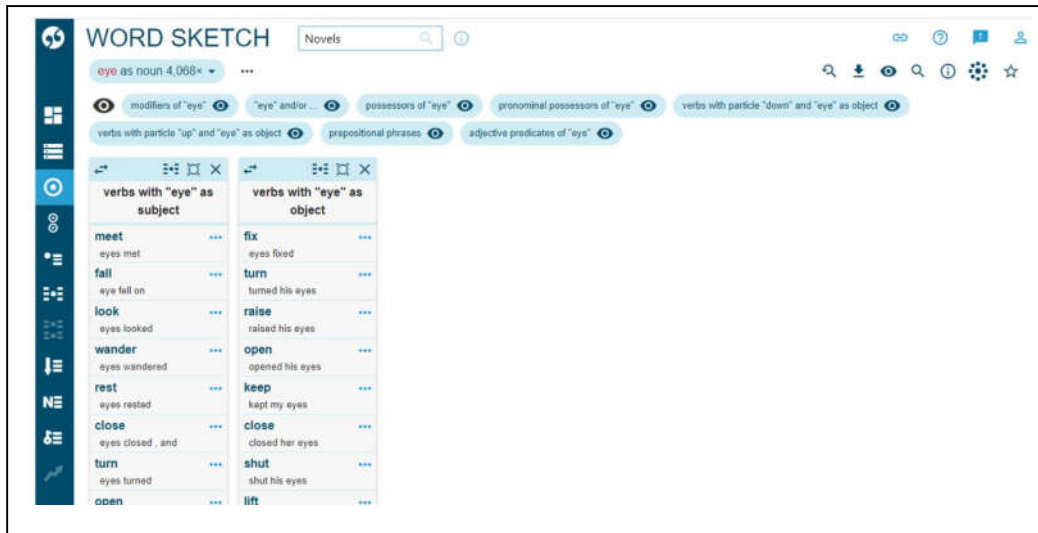 WORD SKETCH
Novels
eye as noun 4,068×
modifiers of "eye"
"eye" and/or ...
possessors of "eye"
pronominal possessors of "eye"
verbs with particle "down" and "eye" as object
verbs with particle "up" and "eye" as object
prepositional phrases
adjective predicates of "eye"
verbs with "eye" as
subject
meet
eyes met
fall
eye fell on
look
eyes looked
wander
eyes wandered
rest
eyes rested
close
eyes closed , and
turn
eyes turned
open
verbs with "eye" as
object
fix
eyes fixed
turn
turned his eyes
raise
raised his eyes
open
opened his eyes
keep
kept my eyes
close
closed her eyes
shut
shut his eyes
lift